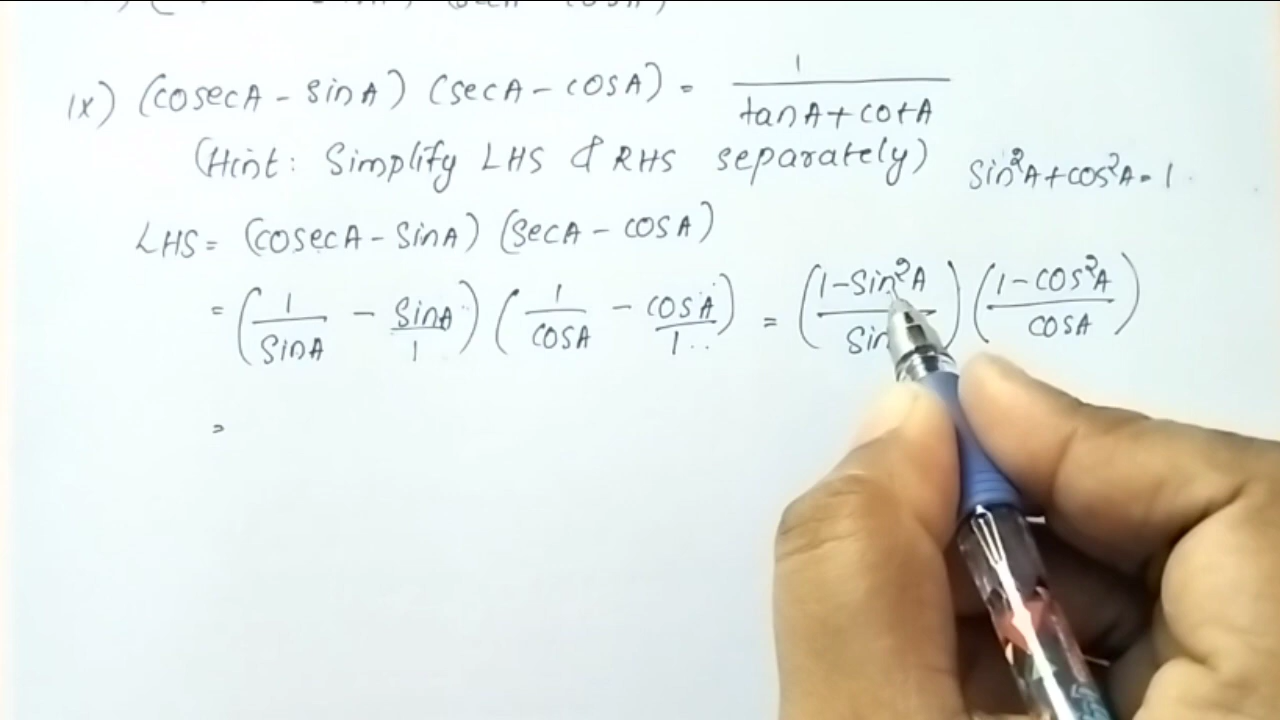 ix) (cosecA - sinA) (secA - cosA) = 1/(tanA + cotA)
(Hint: Simplify LHS & RHS separately) sin²A + cos²A = 1
LHS = (cosecA - sinA) (secA - cosA)
= (1/sinA - sinA/1) (1/cosA - cosA/1) = ((1 - sin²A)/sin) ((1 - cos²A)/cosA)
=